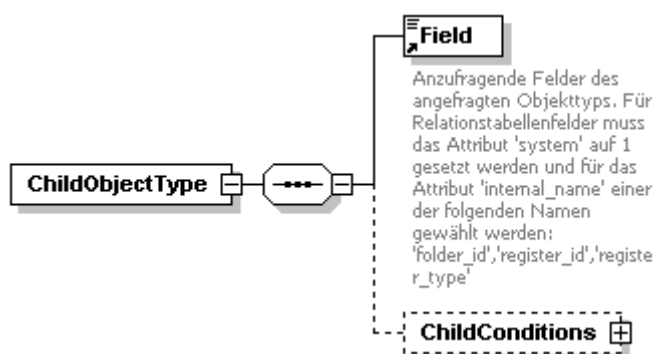 Field
Anzufragende Felder des
angefragten Objekttyps. Für
Relationstabellenfelder muss
das Attribut 'system' auf 1
gesetzt werden und für das
Attribut 'internal_name' einer
der folgenden Namen
gewählt werden:
'folder_id','register_id','registe
r_type'
ChildObjectType
ChildConditions